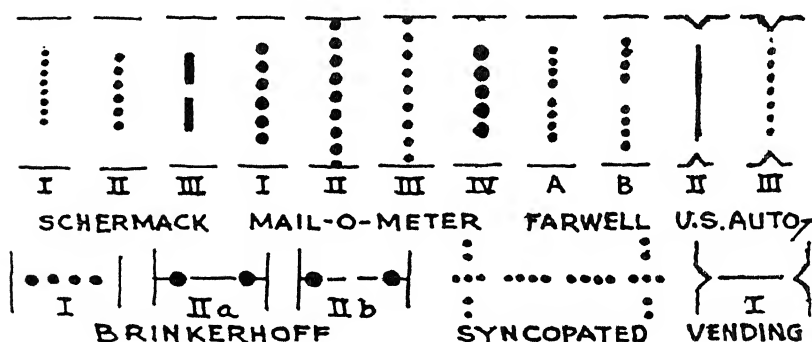 I II III I II III IV A B II III
SCHERMACK MAIL-O-METER FARWELL U.S. AUTO-
I IIa IIb I
BRINKERHOFF SYNCOPATED VENDING